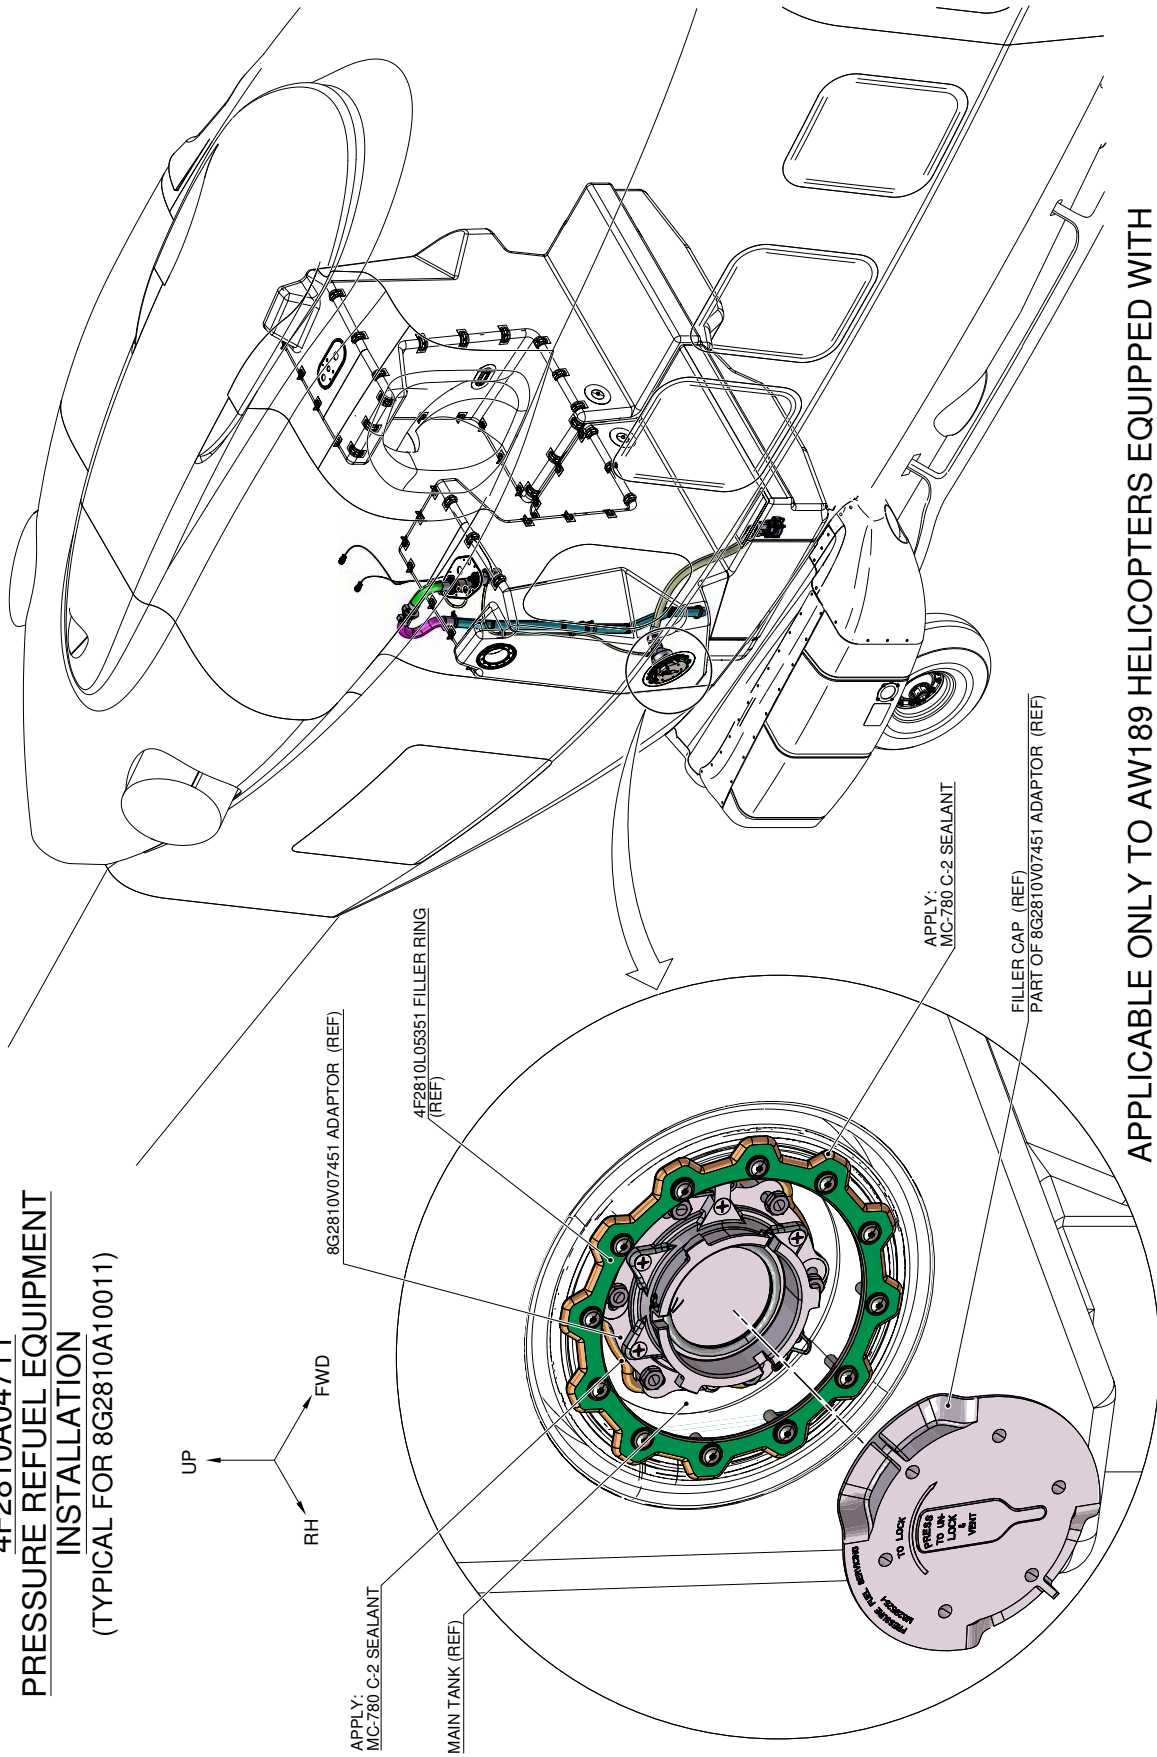 PRESSURE REFUEL EQUIPMENT
INSTALLATION
(TYPICAL FOR 8G2810A10011)
UP
FWD
RH
8G2810V07451 ADAPTOR (REF)
4F2810L05351 FILLER RING
(REF)
APPLY:
MC-780 C-2 SEALANT
FILLER CAP (REF)
PART OF 8G2810V07451 ADAPTOR (REF)
APPLY:
MC-780 C-2 SEALANT
MAIN TANK (REF)
PRESSURE FUEL SERVICING
TO LOCK
PRESS
TO UN-
LOCK
&
VENT
APPLICABLE ONLY TO AW189 HELICOPTERS EQUIPPED WITH